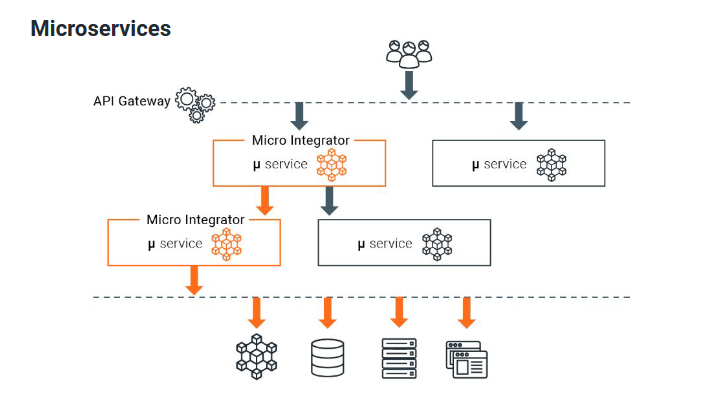 Microservices
API Gateway
Micro Integrator
μ service
μ service
Micro Integrator
μ service
μ service